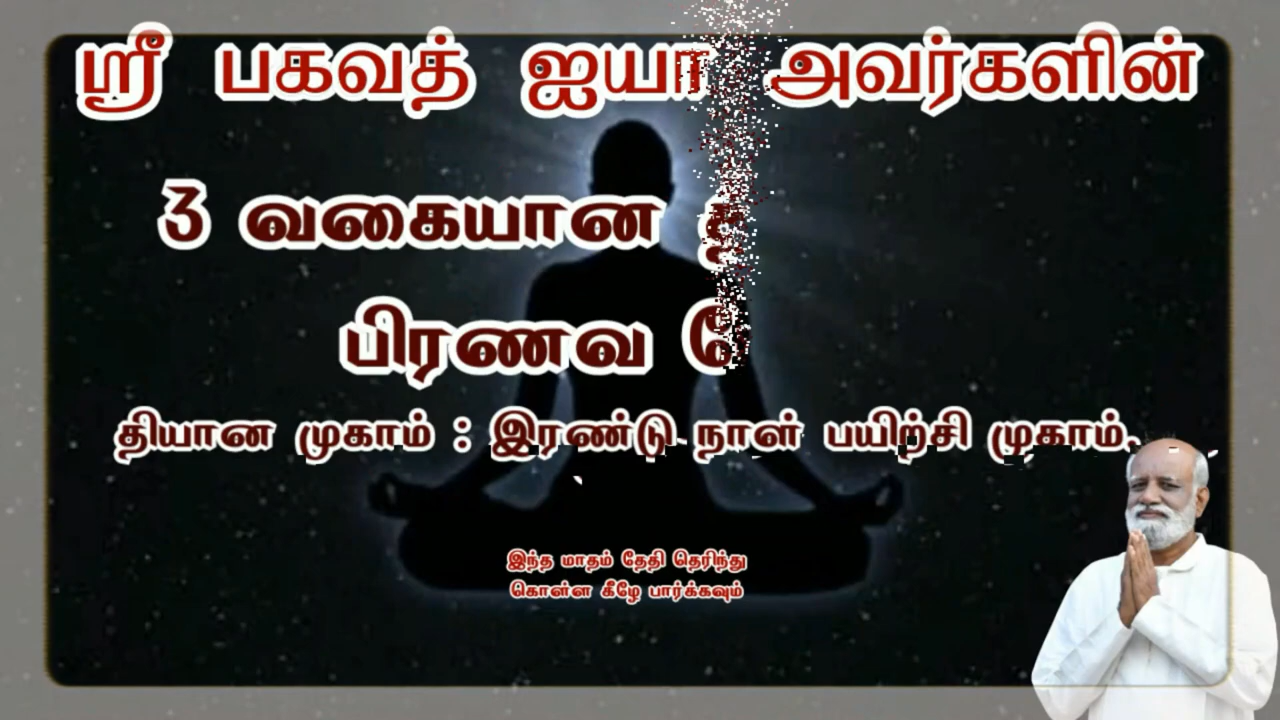 ஸ்ரீ பகவத் ஐயா அவர்களின்
3 வகையான
பிரணவ
தியான முகாம் : இரண்டு நாள் பயிற்சி முகாம்.
இந்த மாதம் தேதி தெரிந்து
கொள்ள கீழே பார்க்கவும்